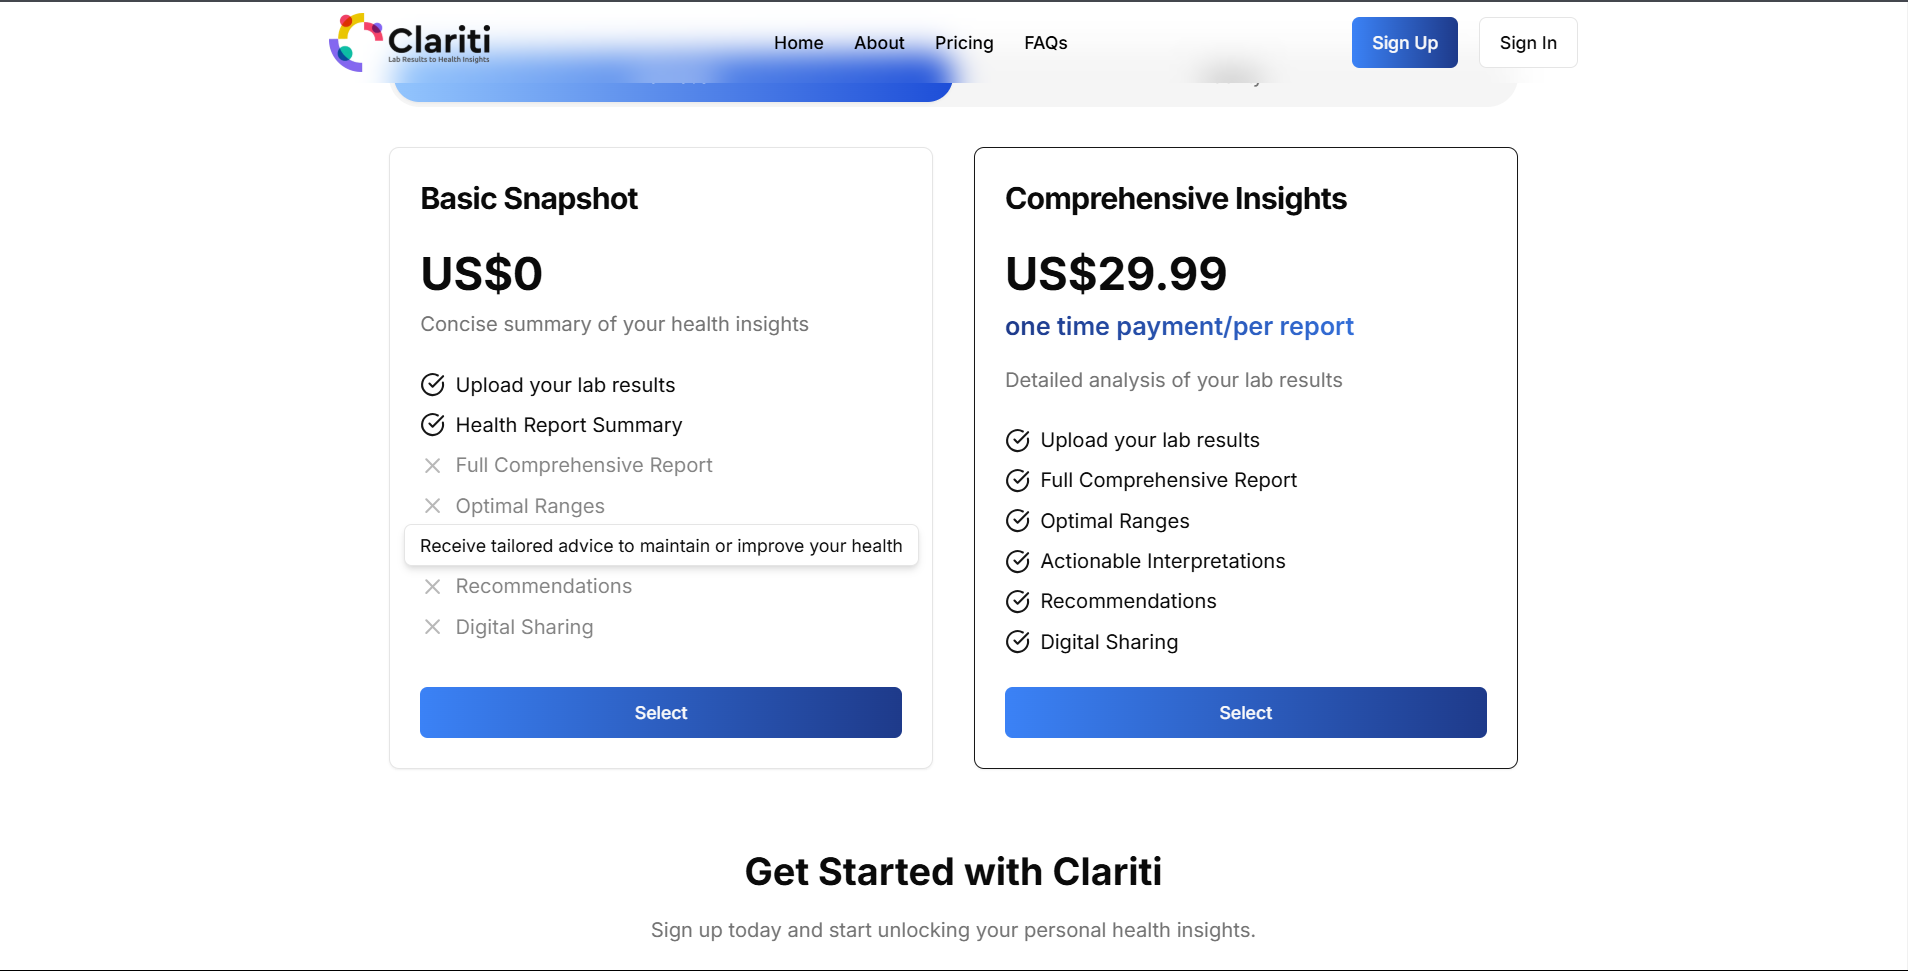 Clariti
Lab Results to Health Insights
Home
About
Pricing
FAQs
Sign Up
Sign In
Basic Snapshot
US$0
Concise summary of your health insights
Upload your lab results
Health Report Summary
Full Comprehensive Report
Optimal Ranges
Receive tailored advice to maintain or improve your health
Recommendations
Digital Sharing
Select
Comprehensive Insights
US$29.99
one time payment/per report
Detailed analysis of your lab results
Upload your lab results
Full Comprehensive Report
Optimal Ranges
Actionable Interpretations
Recommendations
Digital Sharing
Select
Get Started with Clariti
Sign up today and start unlocking your personal health insights.